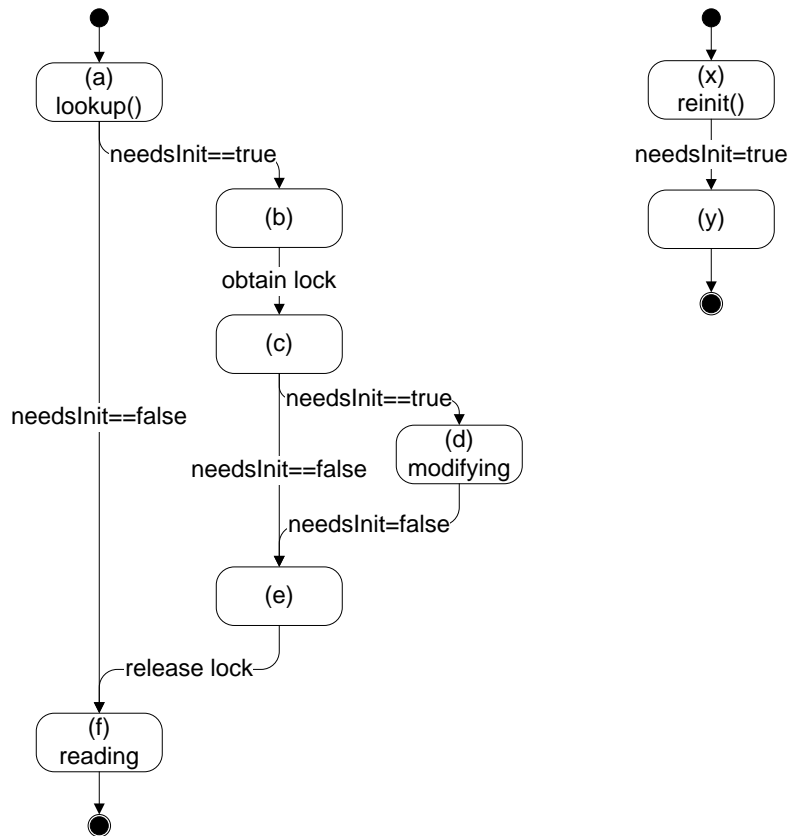 (a)
lookup()
needsInit==true
(b)
obtain lock
(c)
needsInit==true
needsInit==false
(d)
modifying
needsInit==false
needsInit=false
(e)
release lock
(f)
reading
(x)
reinit()
needsInit=true
(y)